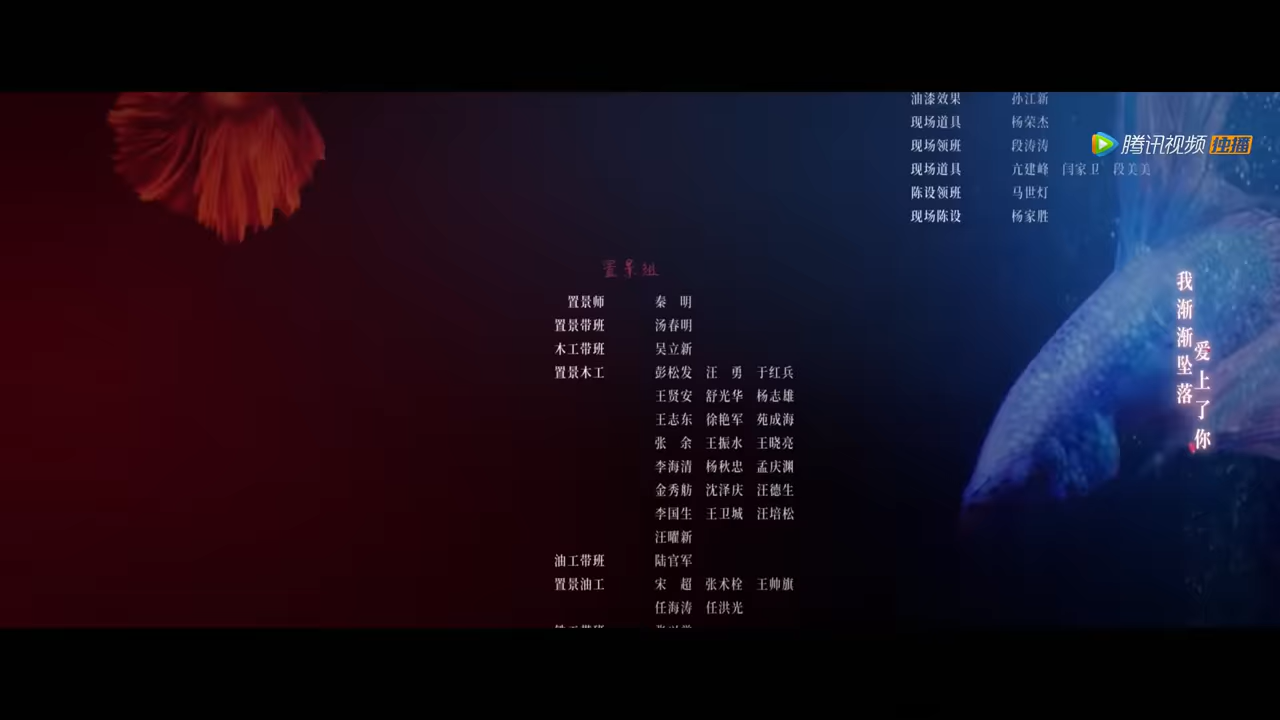 油漆效果 孙江新
现场道具 杨荣杰
现场领班 段涛涛
现场道具 亢建峰 闫家卫 段美美
陈设领班 马世灯
现场陈设 杨家胜
腾讯视频 独播
置景组
置景师 秦 明
置景带班 汤春明
木工带班 吴立新
置景木工 彭松发 汪 勇 于红兵
王贤安 舒光华 杨志雄
王志东 徐艳军 苑成海
张 余 王振水 王晓亮
李海清 杨秋忠 孟庆渊
金秀舫 沈泽庆 汪德生
李国生 王卫城 汪培松
汪曜新
油工带班 陆官军
置景油工 宋 超 张术栓 王帅旗
任海涛 任洪光
我渐渐坠落
爱上了你